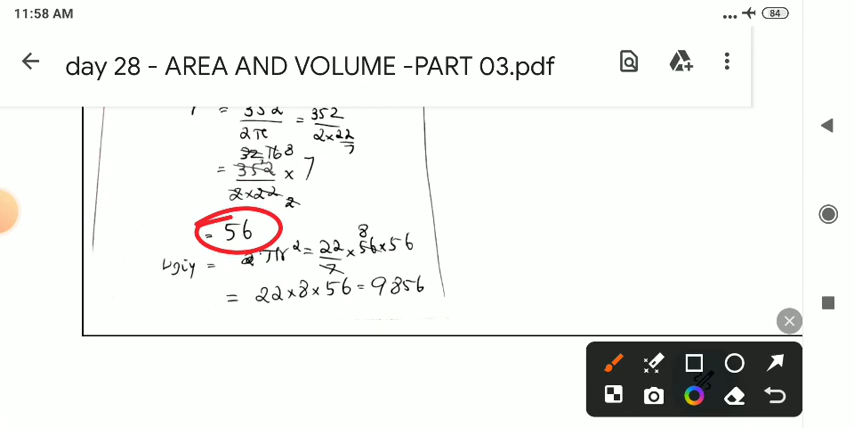 11:58 AM
84
day 28 - AREA AND VOLUME -PART 03.pdf
r = 352/2π = 352/2×22/7
= 352/2×22 × 7
= 56
πr² = 22/7 × 56×56
8
= 22×8×56 = 9856